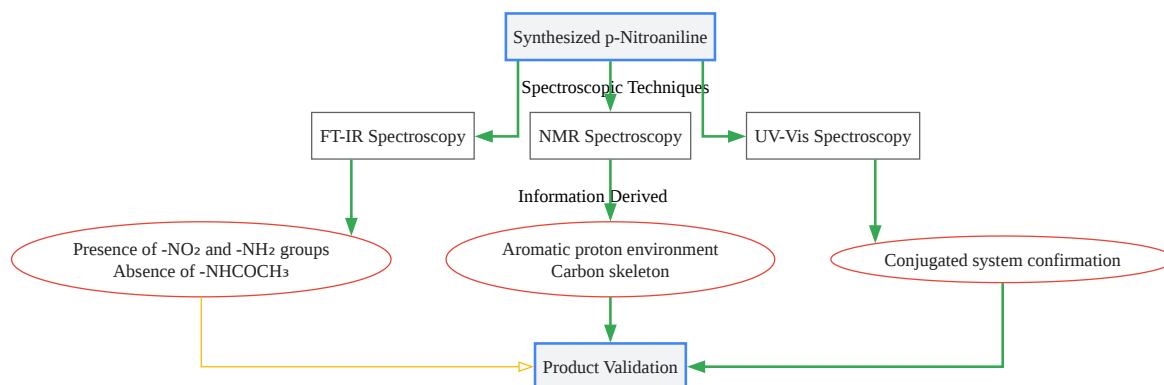 Synthesized p-Nitroaniline
Spectroscopic Techniques
FT-IR Spectroscopy
NMR Spectroscopy
UV-Vis Spectroscopy
Information Derived
Presence of -NO₂ and -NH₂ groups
Absence of -NHCOCH₃
Aromatic proton environment
Carbon skeleton
Conjugated system confirmation
Product Validation